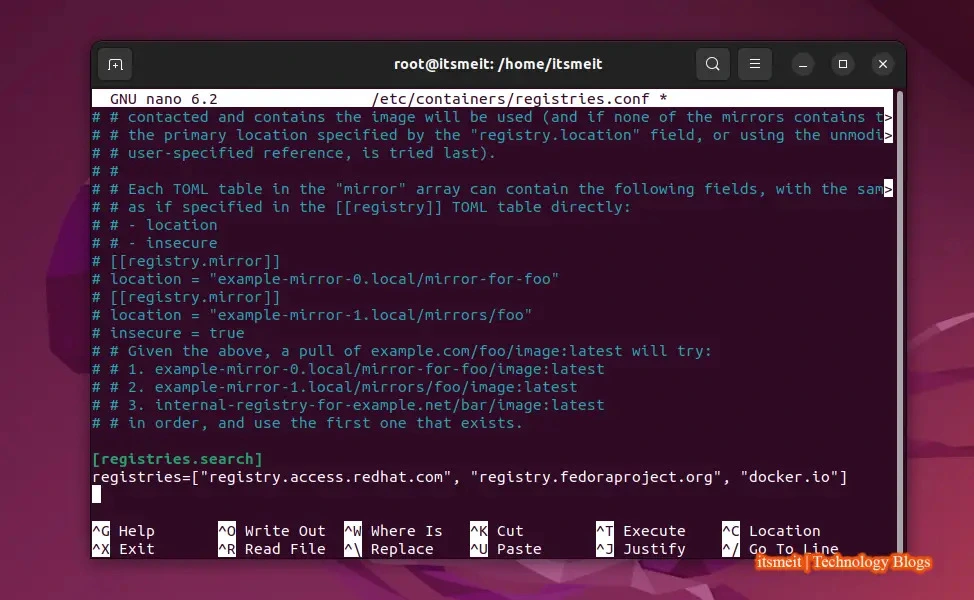 root@itsmeit: /home/itsmeit
GNU nano 6.2 /etc/containers/registries.conf *
# # contacted and contains the image will be used (and if none of the mirrors contains t>
# # the primary location specified by the "registry.location" field, or using the unmodi>
# # user-specified reference, is tried last).
# #
# # Each TOML table in the "mirror" array can contain the following fields, with the sam>
# # as if specified in the [[registry]] TOML table directly:
# # - location
# # - insecure
# [[registry.mirror]]
# location = "example-mirror-0.local/mirror-for-foo"
# [[registry.mirror]]
# location = "example-mirror-1.local/mirrors/foo"
# insecure = true
# # Given the above, a pull of example.com/foo/image:latest will try:
# # 1. example-mirror-0.local/mirror-for-foo/image:latest
# # 2. example-mirror-1.local/mirrors/foo/image:latest
# # 3. internal-registry-for-example.net/bar/image:latest
# # in order, and use the first one that exists.
[registries.search]
registries=["registry.access.redhat.com", "registry.fedoraproject.org", "docker.io"]
^G Help ^O Write Out ^W Where Is ^K Cut ^T Execute ^C Location
^X Exit ^R Read File ^\ Replace ^U Paste ^J Justify ^/ Go To Line
itsmeit | Technology Blogs